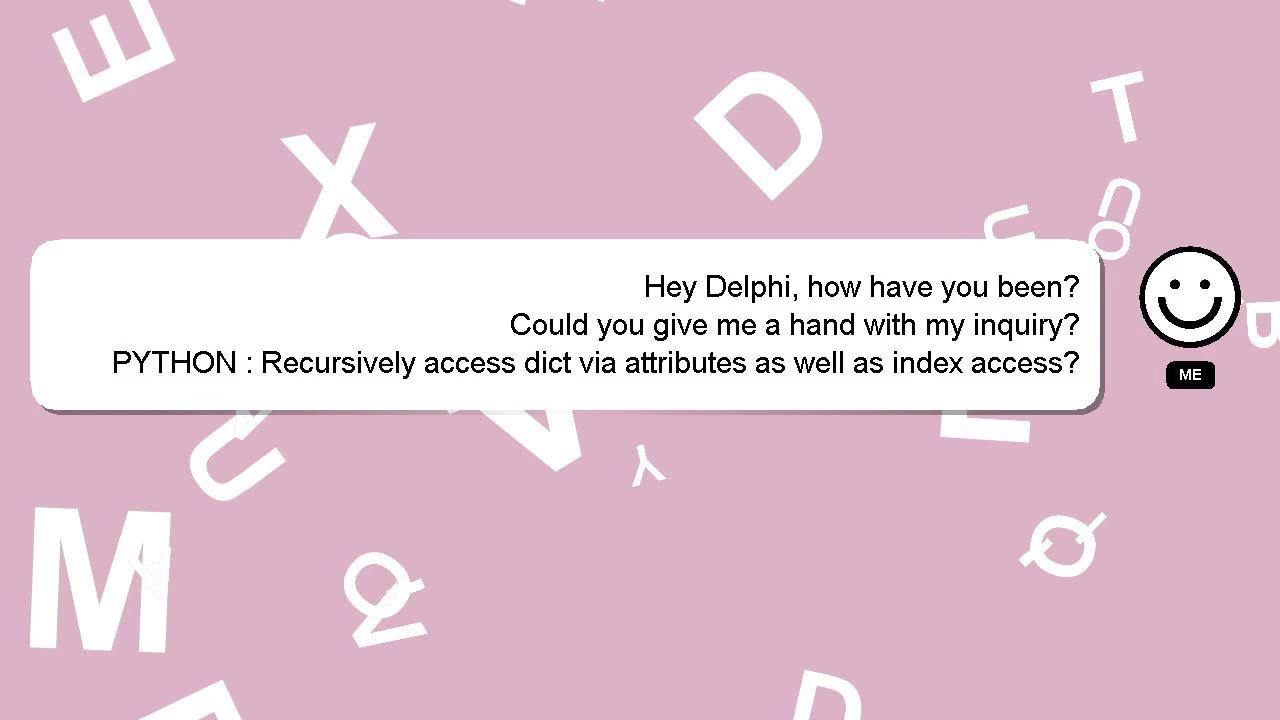 E
X
D
T
U
U
O
Hey Delphi, how have you been?
Could you give me a hand with my inquiry?
PYTHON : Recursively access dict via attributes as well as index access?
ME
U
Y
M
Q
Q
D